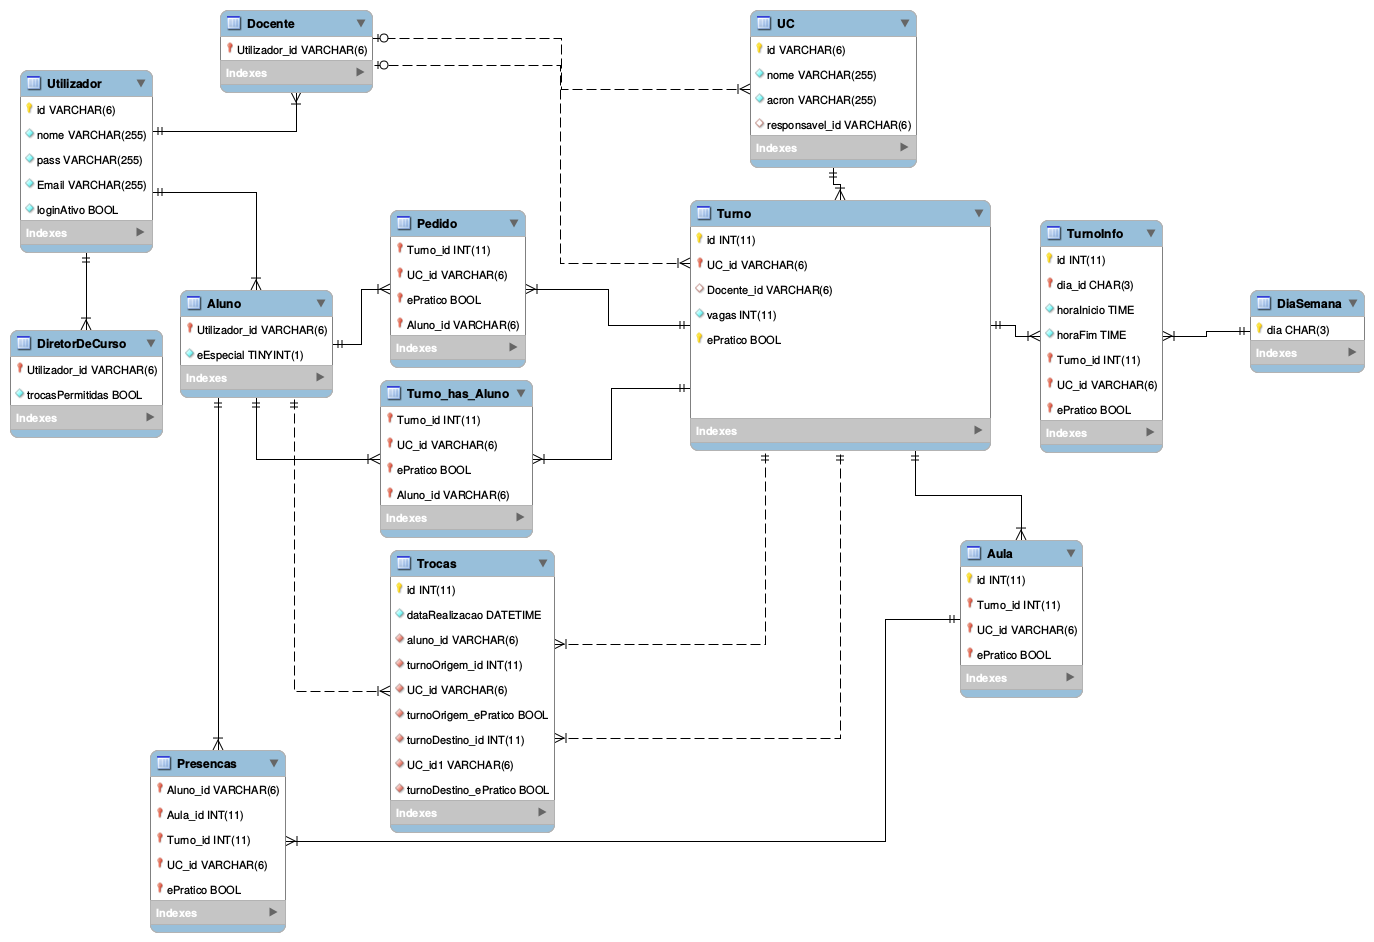 Docente
Utilizador_id VARCHAR(6)
Indexes
UC
id VARCHAR(6)
nome VARCHAR(255)
acron VARCHAR(255)
responsavel_id VARCHAR(6)
Indexes
Utilizador
id VARCHAR(6)
nome VARCHAR(255)
pass VARCHAR(255)
Email VARCHAR(255)
loginAtivo BOOL
Indexes
Pedido
Turno_id INT(11)
UC_id VARCHAR(6)
ePratico BOOL
Aluno_id VARCHAR(6)
Indexes
Turno
id INT(11)
UC_id VARCHAR(6)
Docente_id VARCHAR(6)
vagas INT(11)
ePratico BOOL
Indexes
TurnoInfo
id INT(11)
dia_id CHAR(3)
horaInicio TIME
horaFim TIME
Turno_id INT(11)
UC_id VARCHAR(6)
ePratico BOOL
Indexes
DiaSemana
dia CHAR(3)
Indexes
Aluno
Utilizador_id VARCHAR(6)
eEspecial TINYINT(1)
Indexes
DiretorDeCurso
Utilizador_id VARCHAR(6)
trocasPermitidas BOOL
Indexes
Turno_has_Aluno
Turno_id INT(11)
UC_id VARCHAR(6)
ePratico BOOL
Aluno_id VARCHAR(6)
Indexes
Trocas
id INT(11)
dataRealizacao DATETIME
aluno_id VARCHAR(6)
turnoOrigem_id INT(11)
UC_id VARCHAR(6)
turnoOrigem_ePratico BOOL
turnoDestino_id INT(11)
UC_id1 VARCHAR(6)
turnoDestino_ePratico BOOL
Indexes
Aula
id INT(11)
Turno_id INT(11)
UC_id VARCHAR(6)
ePratico BOOL
Indexes
Presencas
Aluno_id VARCHAR(6)
Aula_id INT(11)
Turno_id INT(11)
UC_id VARCHAR(6)
ePratico BOOL
Indexes